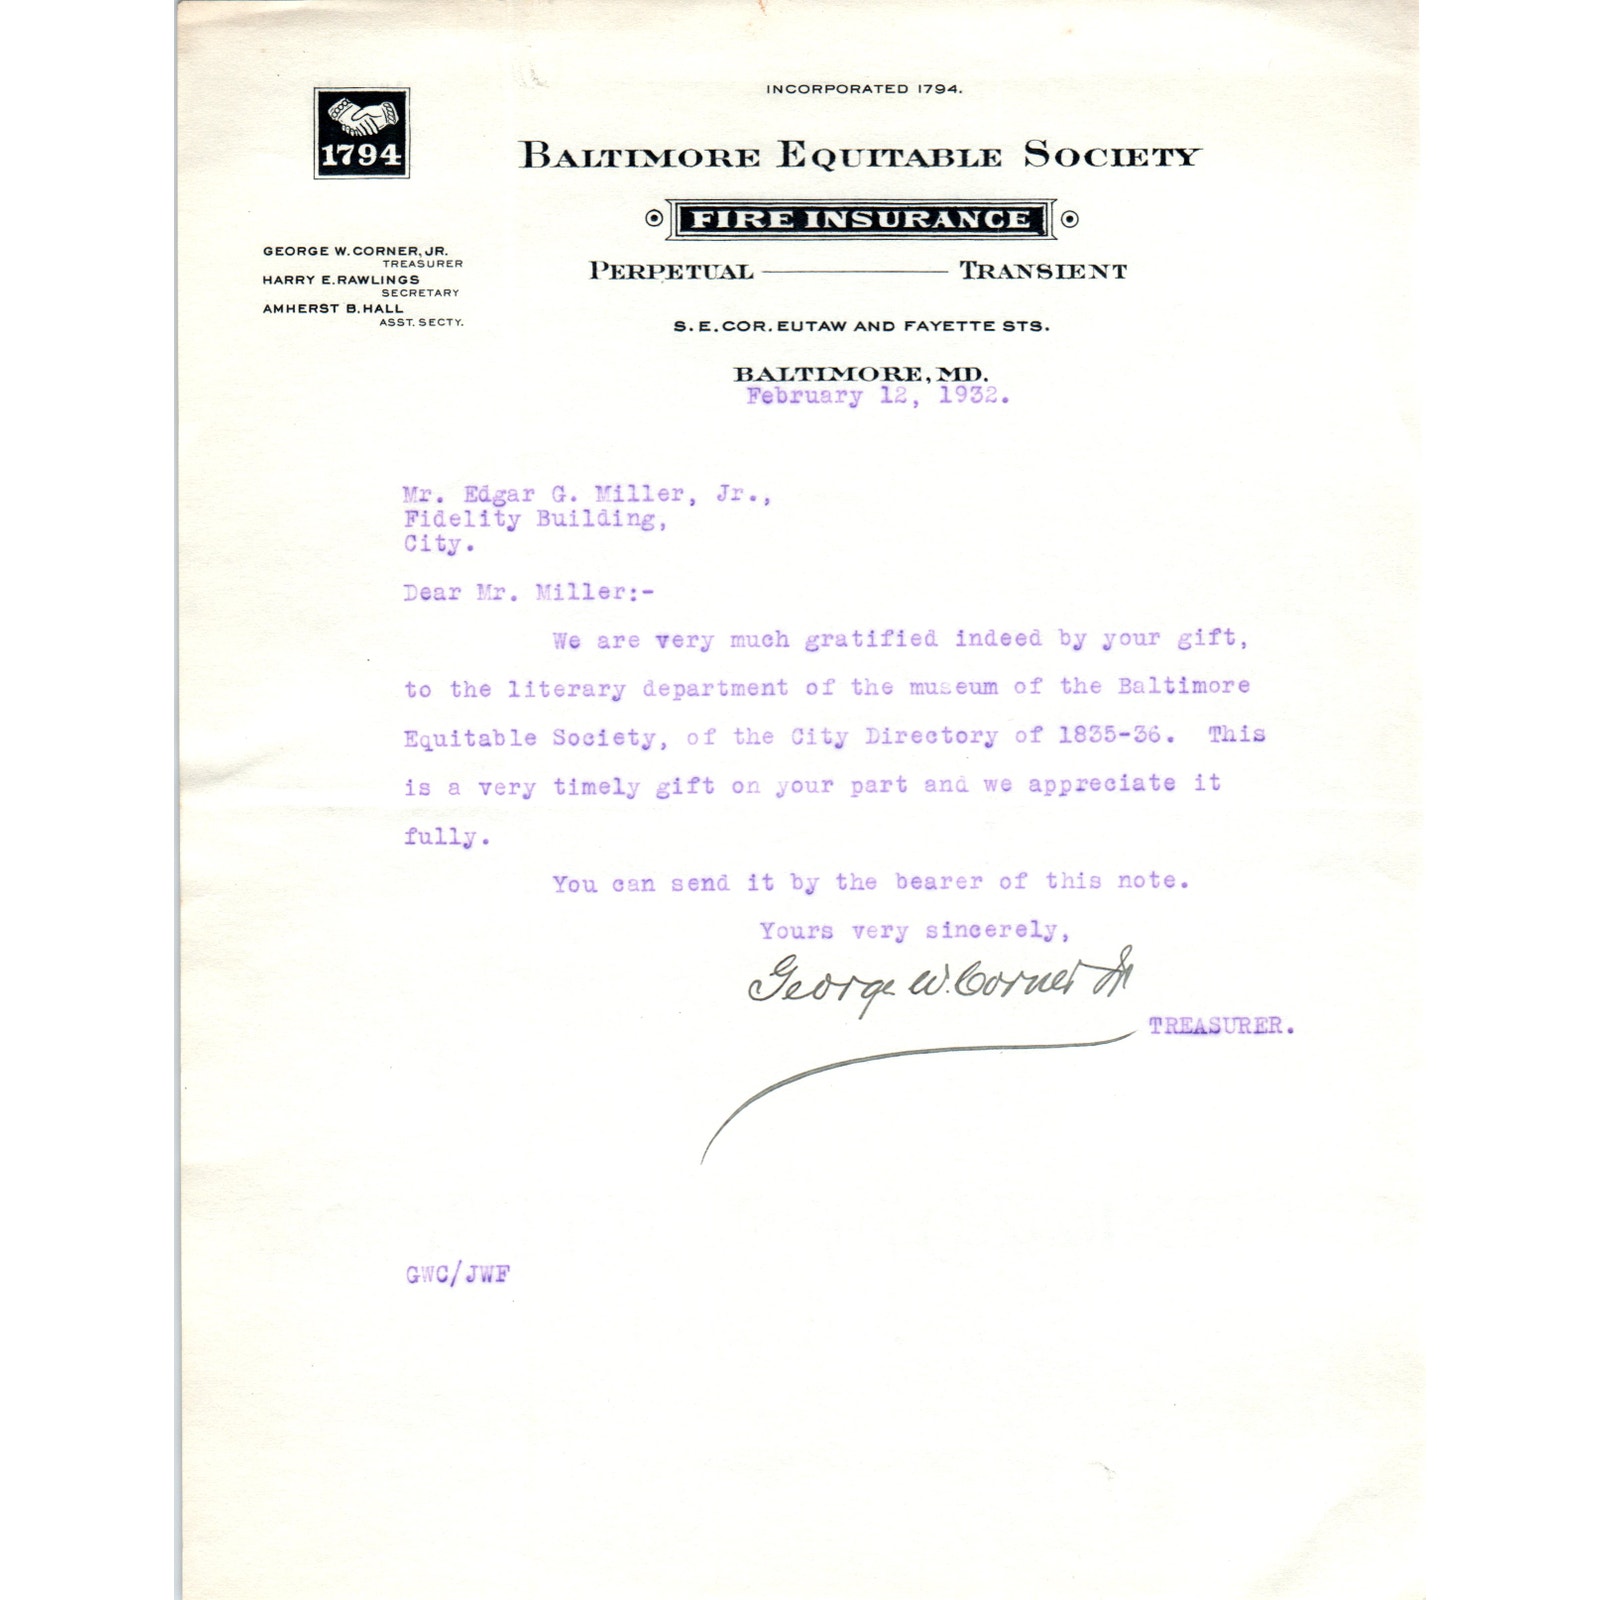 1794
INCORPORATED 1794.
BALTIMORE EQUITABLE SOCIETY
FIRE INSURANCE
PERPETUAL TRANSIENT
GEORGE W. CORNER, JR.
TREASURER
HARRY E. RAWLINGS
SECRETARY
AMHERST B. HALL
ASST. SECTY.
S. E. COR. EUTAW AND FAYETTE STS.
BALTIMORE, MD.
February 12, 1932.
Mr. Edgar G. Miller, Jr.,
Fidelity Building,
City.
Dear Mr. Miller:-
We are very much gratified indeed by your gift,
to the literary department of the museum of the Baltimore
Equitable Society, of the City Directory of 1835-36. This
is a very timely gift on your part and we appreciate it
fully.
You can send it by the bearer of this note.
Yours very sincerely,
George W. Corner Jr
TREASURER.
GWC/JWF